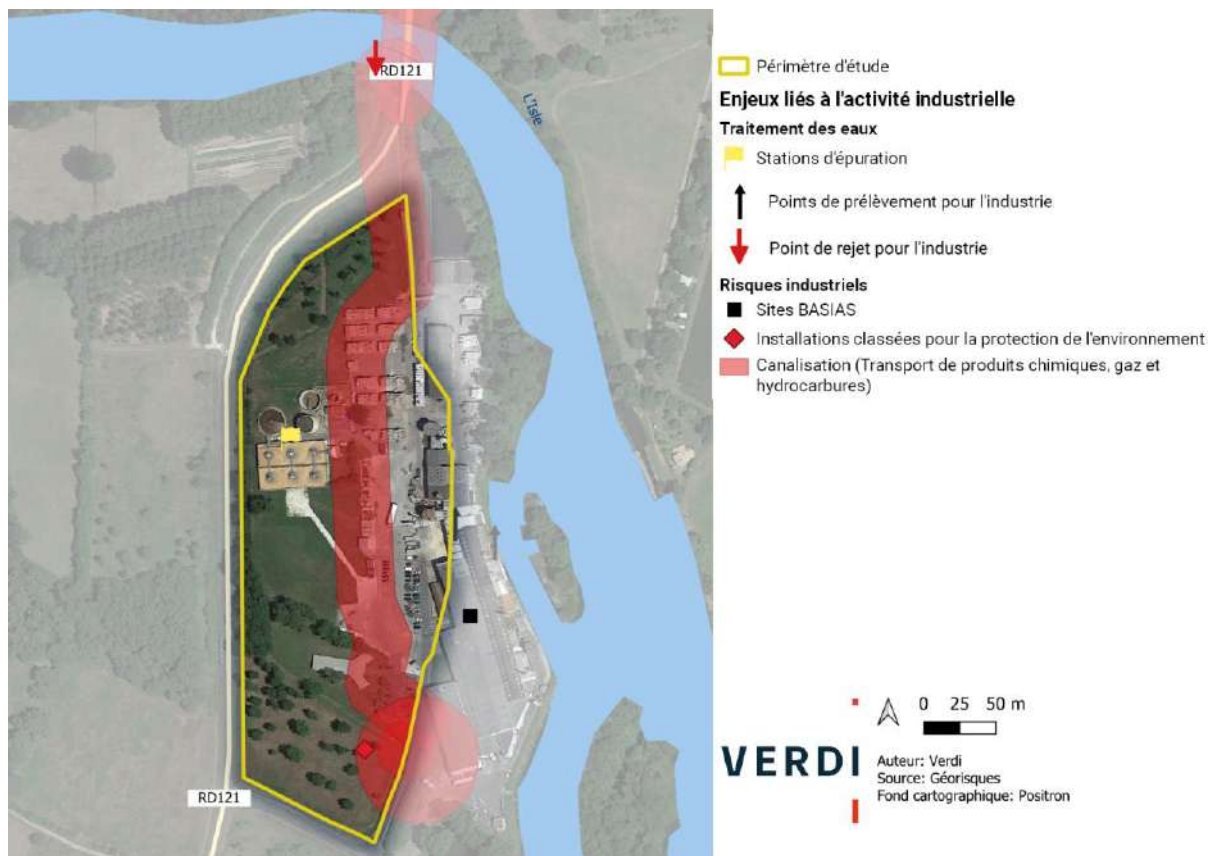 RD121
L'Isle
RD121
Périmètre d'étude
Enjeux liés à l'activité industrielle
Traitement des eaux
Stations d'épuration
Points de prélèvement pour l'industrie
Point de rejet pour l'industrie
Risques industriels
Sites BASIAS
Installations classées pour la protection de l'environnement
Canalisation (Transport de produits chimiques, gaz et
hydrocarbures)
0 25 50 m
VERDI
Auteur: Verdi
Source: Géorisques
Fond cartographique: Positron